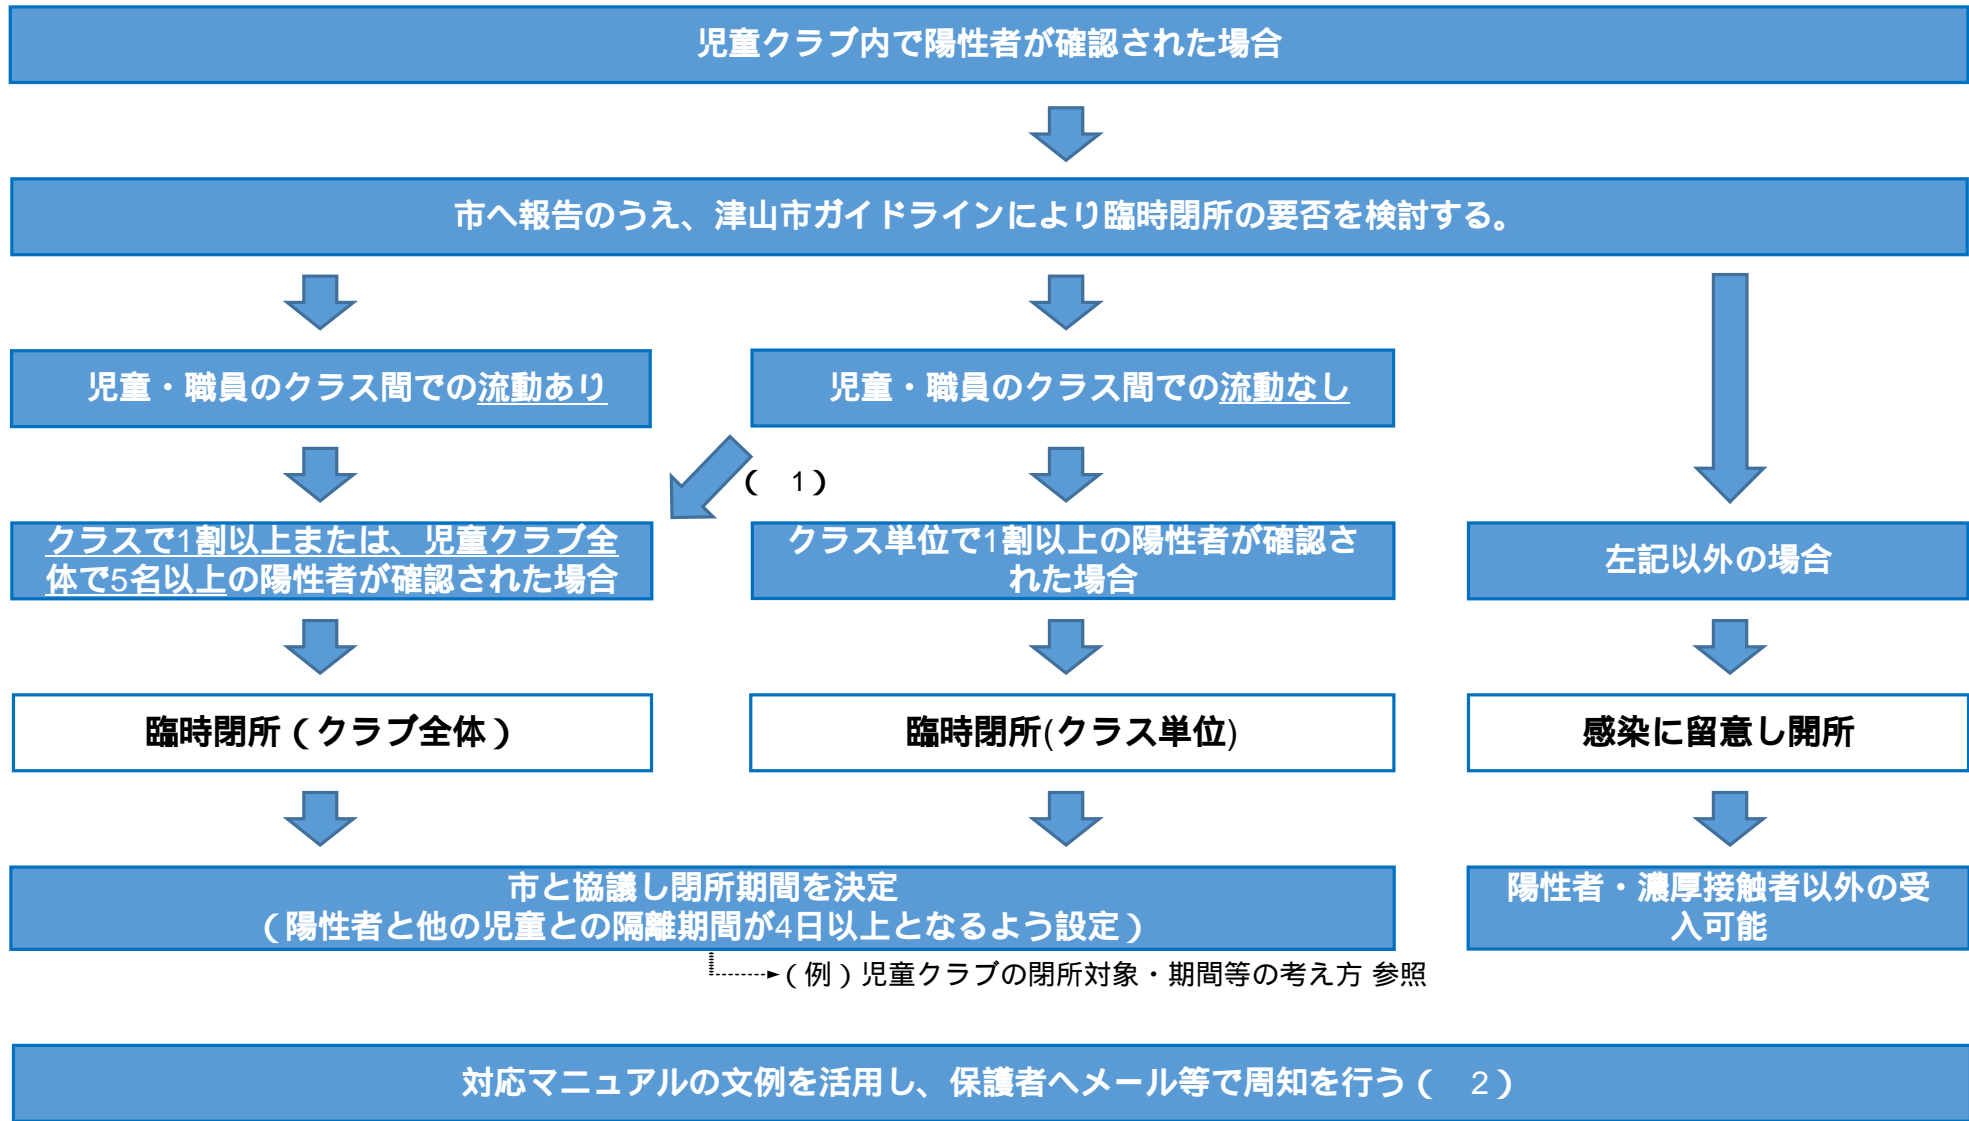 児童クラブ内で陽性者が確認された場合
市へ報告のうえ、津山市ガイドラインにより臨時閉所の要否を検討する。
児童・職員のクラス間での流動あり
児童・職員のクラス間での流動なし
（　1）
クラスで1割以上または、児童クラブ全
体で5名以上の陽性者が確認された場合
クラス単位で1割以上の陽性者が確認さ
れた場合
左記以外の場合
臨時閉所（クラブ全体）
臨時閉所(クラス単位)
感染に留意し開所
市と協議し閉所期間を決定
（陽性者と他の児童との隔離期間が4日以上となるよう設定）
陽性者・濃厚接触者以外の受
入可能
（例）児童クラブの閉所対象・期間等の考え方 参照
対応マニュアルの文例を活用し、保護者へメール等で周知を行う（　2）